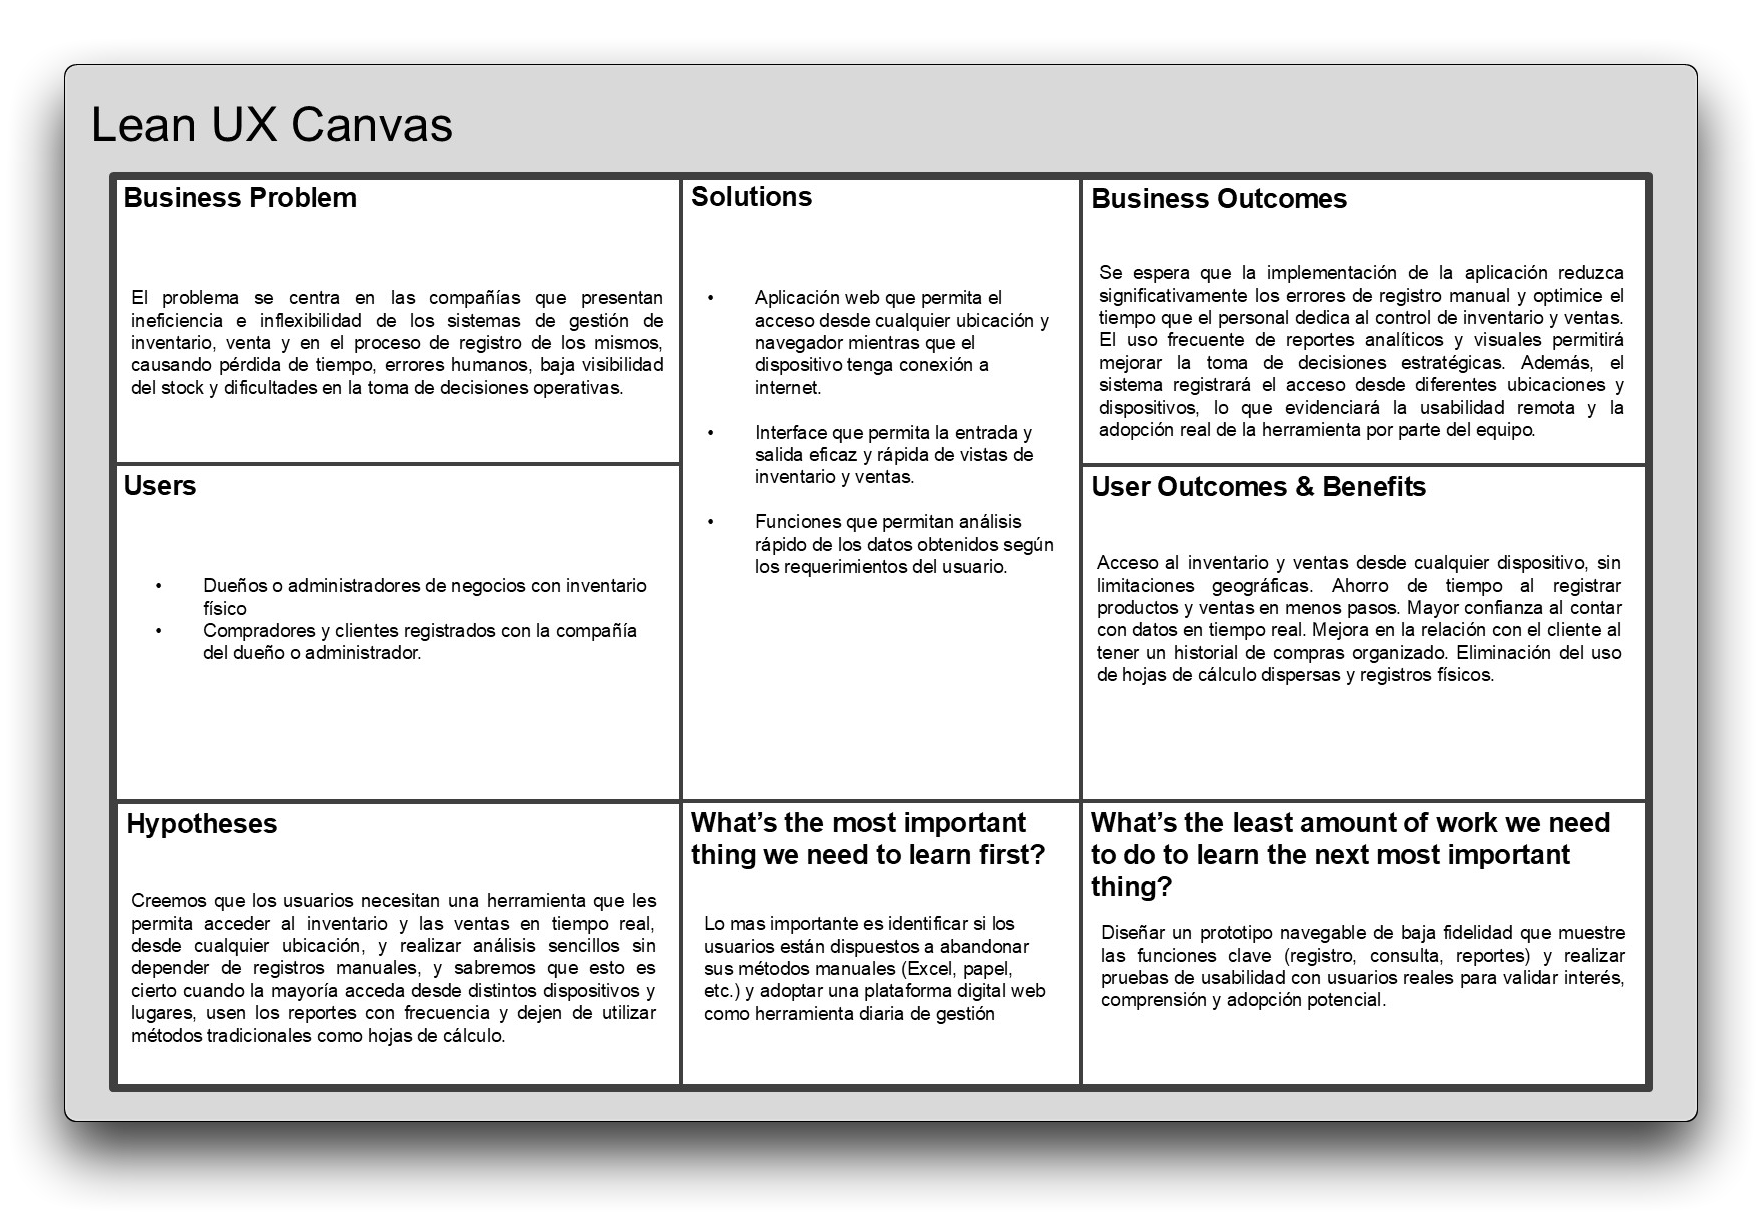 Lean UX Canvas
Business Problem
El problema se centra en las compañías que presentan
ineficiencia e inflexibilidad de los sistemas de gestión de
inventario, venta y en el proceso de registro de los mismos,
causando pérdida de tiempo, errores humanos, baja visibilidad
del stock y dificultades en la toma de decisiones operativas.
Users
• Dueños o administradores de negocios con inventario
físico
• Compradores y clientes registrados con la compañía
del dueño o administrador.
Solutions
• Aplicación web que permita el
acceso desde cualquier ubicación y
navegador mientras que el
dispositivo tenga conexión a
internet.
• Interface que permita la entrada y
salida eficaz y rápida de vistas de
inventario y ventas.
• Funciones que permitan análisis
rápido de los datos obtenidos según
los requerimientos del usuario.
Business Outcomes
Se espera que la implementación de la aplicación reduzca
significativamente los errores de registro manual y optimice el
tiempo que el personal dedica al control de inventario y ventas.
El uso frecuente de reportes analíticos y visuales permitirá
mejorar la toma de decisiones estratégicas. Además, el
sistema registrará el acceso desde diferentes ubicaciones y
dispositivos, lo que evidenciará la usabilidad remota y la
adopción real de la herramienta por parte del equipo.
User Outcomes & Benefits
Acceso al inventario y ventas desde cualquier dispositivo, sin
limitaciones geográficas. Ahorro de tiempo al registrar
productos y ventas en menos pasos. Mayor confianza al contar
con datos en tiempo real. Mejora en la relación con el cliente al
tener un historial de compras organizado. Eliminación del uso
de hojas de cálculo dispersas y registros físicos.
Hypotheses
Creemos que los usuarios necesitan una herramienta que les
permita acceder al inventario y las ventas en tiempo real,
desde cualquier ubicación, y realizar análisis sencillos sin
depender de registros manuales, y sabremos que esto es
cierto cuando la mayoría acceda desde distintos dispositivos y
lugares, usen los reportes con frecuencia y dejen de utilizar
métodos tradicionales como hojas de cálculo.
What’s the most important
thing we need to learn first?
Lo mas importante es identificar si los
usuarios están dispuestos a abandonar
sus métodos manuales (Excel, papel,
etc.) y adoptar una plataforma digital web
como herramienta diaria de gestión
What’s the least amount of work we need
to do to learn the next most important
thing?
Diseñar un prototipo navegable de baja fidelidad que muestre
las funciones clave (registro, consulta, reportes) y realizar
pruebas de usabilidad con usuarios reales para validar interés,
comprensión y adopción potencial.